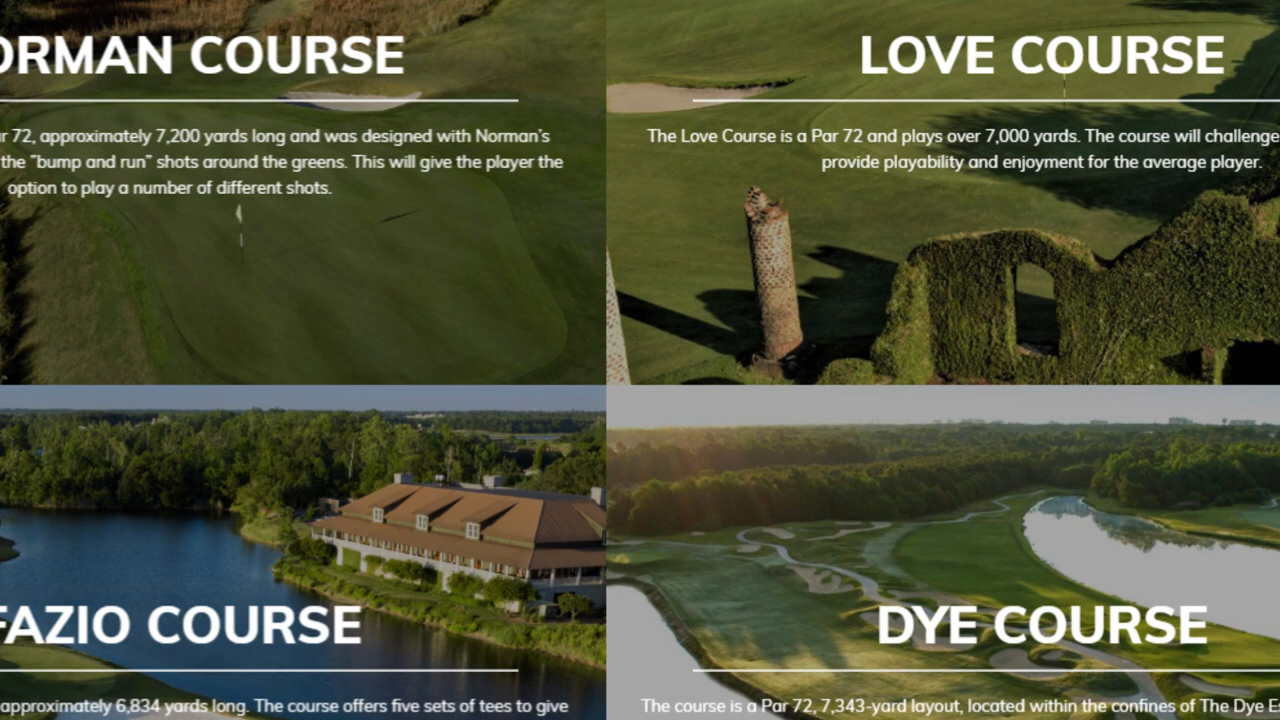 ORMAN COURSE
r 72, approximately 7,200 yards long and was designed with Norman's
the "bump and run" shots around the greens. This will give the player the
option to play a number of different shots.
LOVE COURSE
The Love Course is a Par 72 and plays over 7,000 yards. The course will challenge
provide playability and enjoyment for the average player.
FAZIO COURSE
approximately 6,834 yards long. The course offers five sets of tees to give
DYE COURSE
The course is a Par 72, 7,343-yard layout, located within the confines of The Dye Es